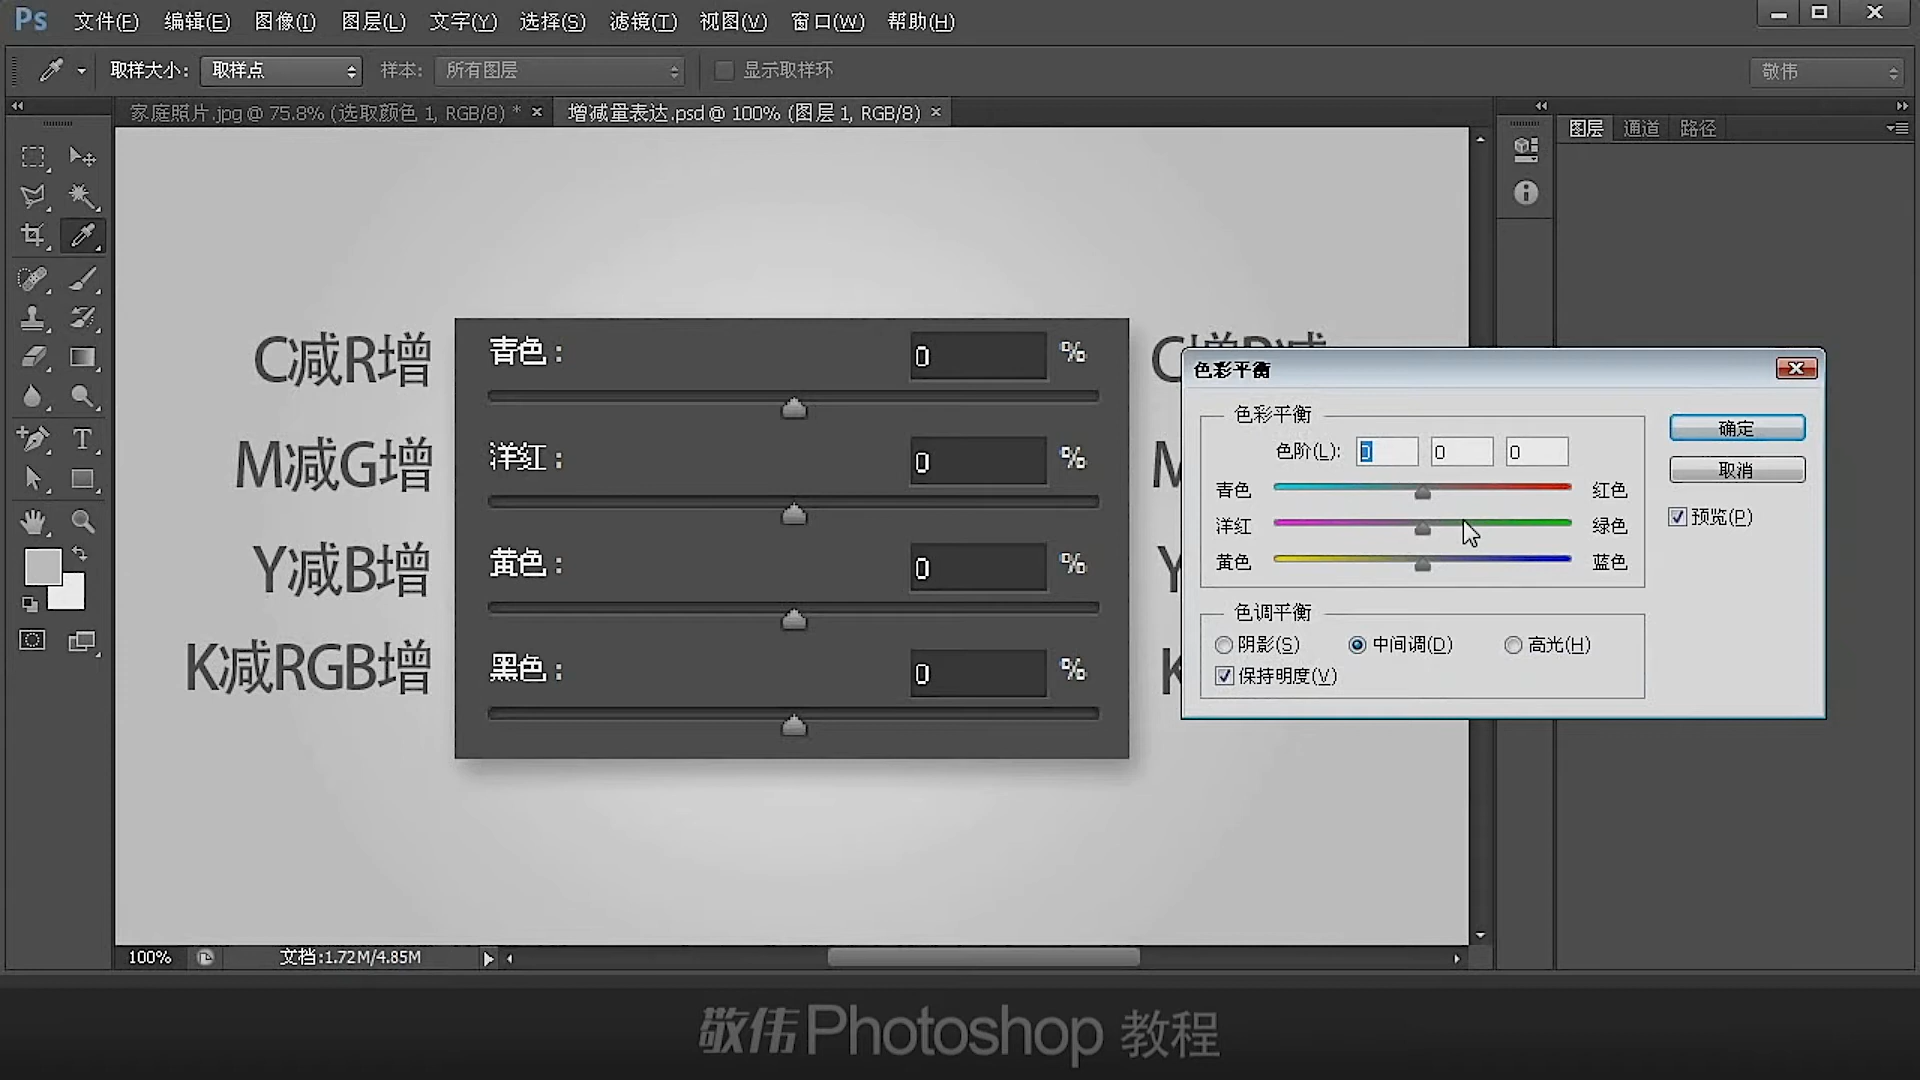 Ps 文件(F) 编辑(E) 图像(I) 图层(L) 文字(Y) 选择(S) 滤镜(T) 视图(V) 窗口(W) 帮助(H)
取样大小: 取样点 样本: 所有图层 显示取样环 敬伟
家庭照片.jpg @ 75.8% (选取颜色 1, RGB/8) * 增减量表达.psd @ 100% (图层 1, RGB/8)
图层 通道 路径
C减R增
M减G增
Y减B增
K减RGB增
青色: 0 %
洋红: 0 %
黄色: 0 %
黑色: 0 %
C增R减
M
Y
K
色彩平衡
色彩平衡
色阶(L): 0 0 0
青色 红色
洋红 绿色
黄色 蓝色
色调平衡
阴影(S) 中间调(D) 高光(H)
保持明度(V)
确定
取消
预览(P)
T
100% 文档:1.72M/4.85M
敬伟Photoshop 教程